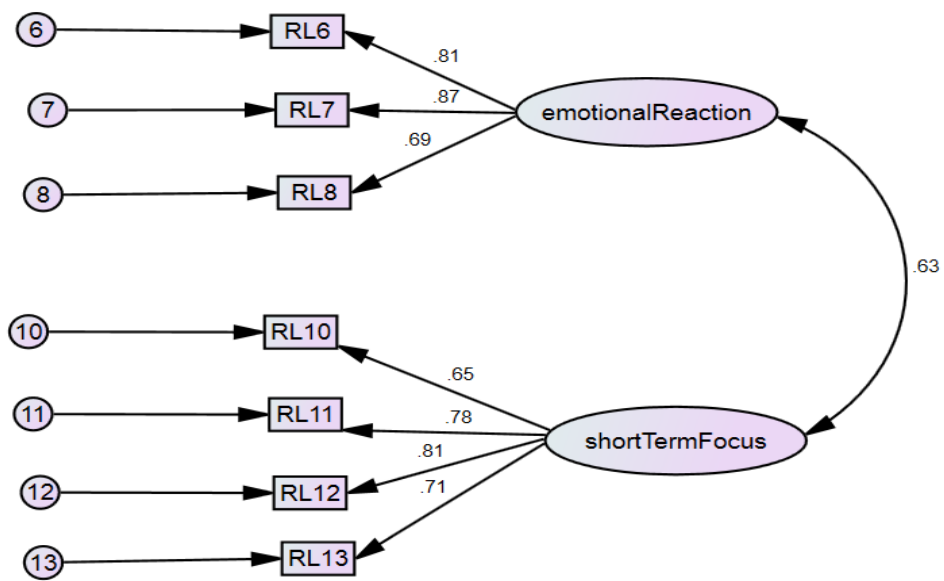 6
RL6
.81
7
RL7
.87
emotionalReaction
8
RL8
.69
.63
10
RL10
.65
11
RL11
.78
shortTermFocus
12
RL12
.81
13
RL13
.71